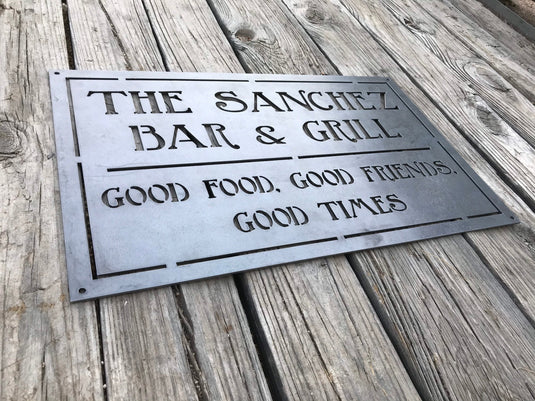 THE SANCHEZ
BAR & GRILL
GOOD FOOD, GOOD FRIENDS,
GOOD TIMES